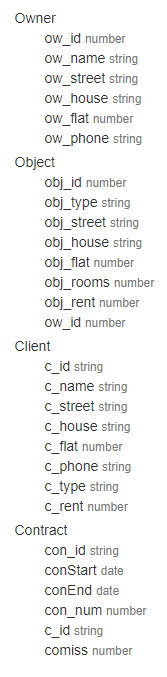 Owner
ow_id number
ow_name string
ow_street string
ow_house string
ow_flat number
ow_phone string
Object
obj_id number
obj_type string
obj_street string
obj_house string
obj_flat number
obj_rooms number
obj_rent number
ow_id number
Client
c_id string
c_name string
c_street string
c_house string
c_flat number
c_phone string
c_type string
c_rent number
Contract
con_id string
conStart date
conEnd date
con_num number
c_id string
comiss number